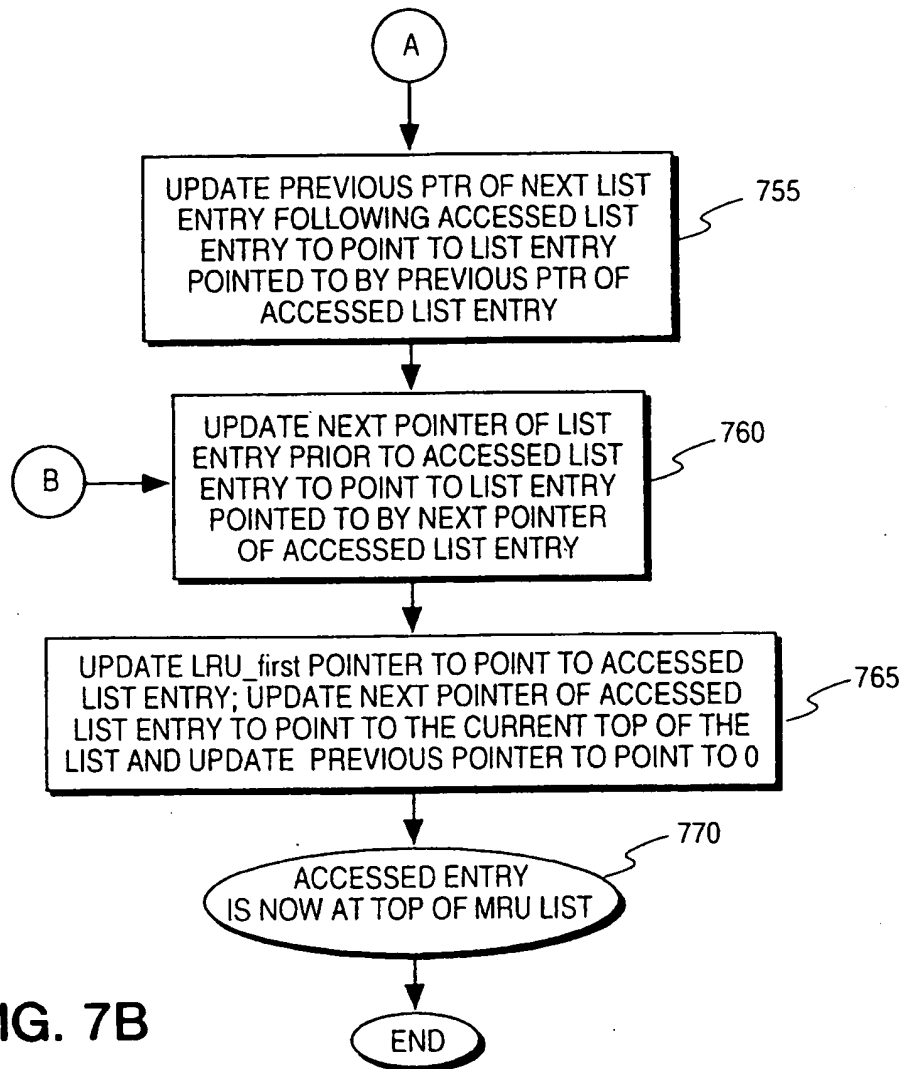 A
UPDATE PREVIOUS PTR OF NEXT LIST
ENTRY FOLLOWING ACCESSED LIST
ENTRY TO POINT TO LIST ENTRY
POINTED TO BY PREVIOUS PTR OF
ACCESSED LIST ENTRY
755
UPDATE NEXT POINTER OF LIST
ENTRY PRIOR TO ACCESSED LIST
ENTRY TO POINT TO LIST ENTRY
POINTED TO BY NEXT POINTER
OF ACCESSED LIST ENTRY
760
B
UPDATE LRU_first POINTER TO POINT TO ACCESSED
LIST ENTRY; UPDATE NEXT POINTER OF ACCESSED
LIST ENTRY TO POINT TO THE CURRENT TOP OF THE
LIST AND UPDATE PREVIOUS POINTER TO POINT TO 0
765
ACCESSED ENTRY
IS NOW AT TOP OF MRU LIST
770
END
IG. 7B